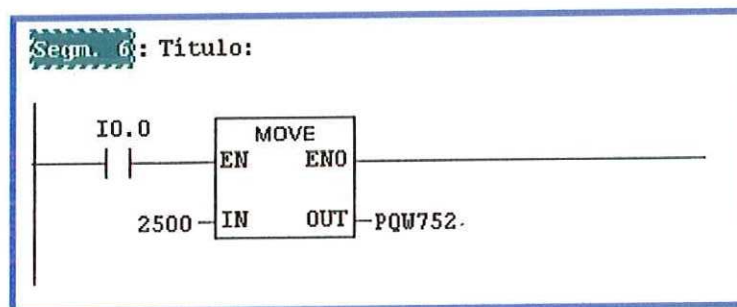 Segm. 6: Título:
I0.0
MOVE
EN ENO
2500 IN OUT PQW752